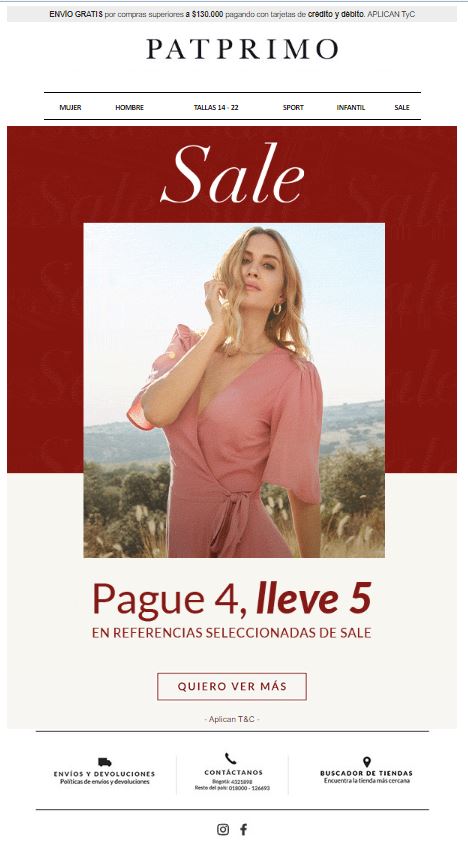 ENVÍO GRATIS por compras superiores a $130.000 pagando con tarjetas de crédito y débito. APLICAN TyC
PATPRIMO
MUJER HOMBRE TALLAS 14 - 22 SPORT INFANTIL SALE
Sale
Pague 4, lleve 5
EN REFERENCIAS SELECCIONADAS DE SALE
QUIERO VER MÁS
- Aplican T&C -
ENVÍOS Y DEVOLUCIONES
Políticas de envíos y devoluciones
CONTÁCTANOS
Bogotá: 4325898
Resto del país: 018000 - 126693
BUSCADOR DE TIENDAS
Encuentra la tienda más cercana